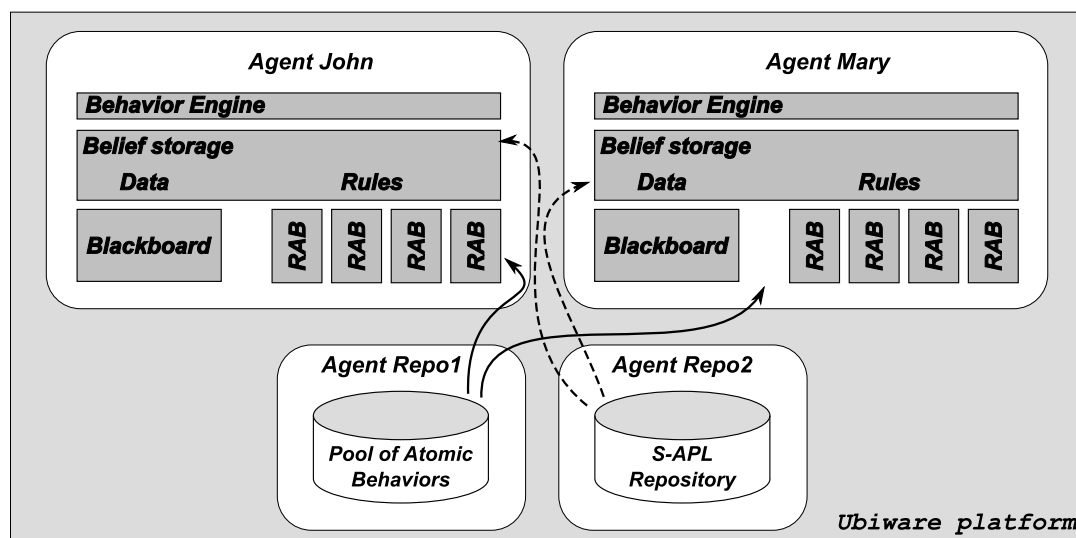 Agent John
Behavior Engine
Belief storage
Data Rules
Blackboard RAB RAB RAB RAB
Agent Mary
Behavior Engine
Belief storage
Data Rules
Blackboard RAB RAB RAB RAB
Agent Repo1
Pool of Atomic
Behaviors
Agent Repo2
S-APL
Repository
Ubiware platform